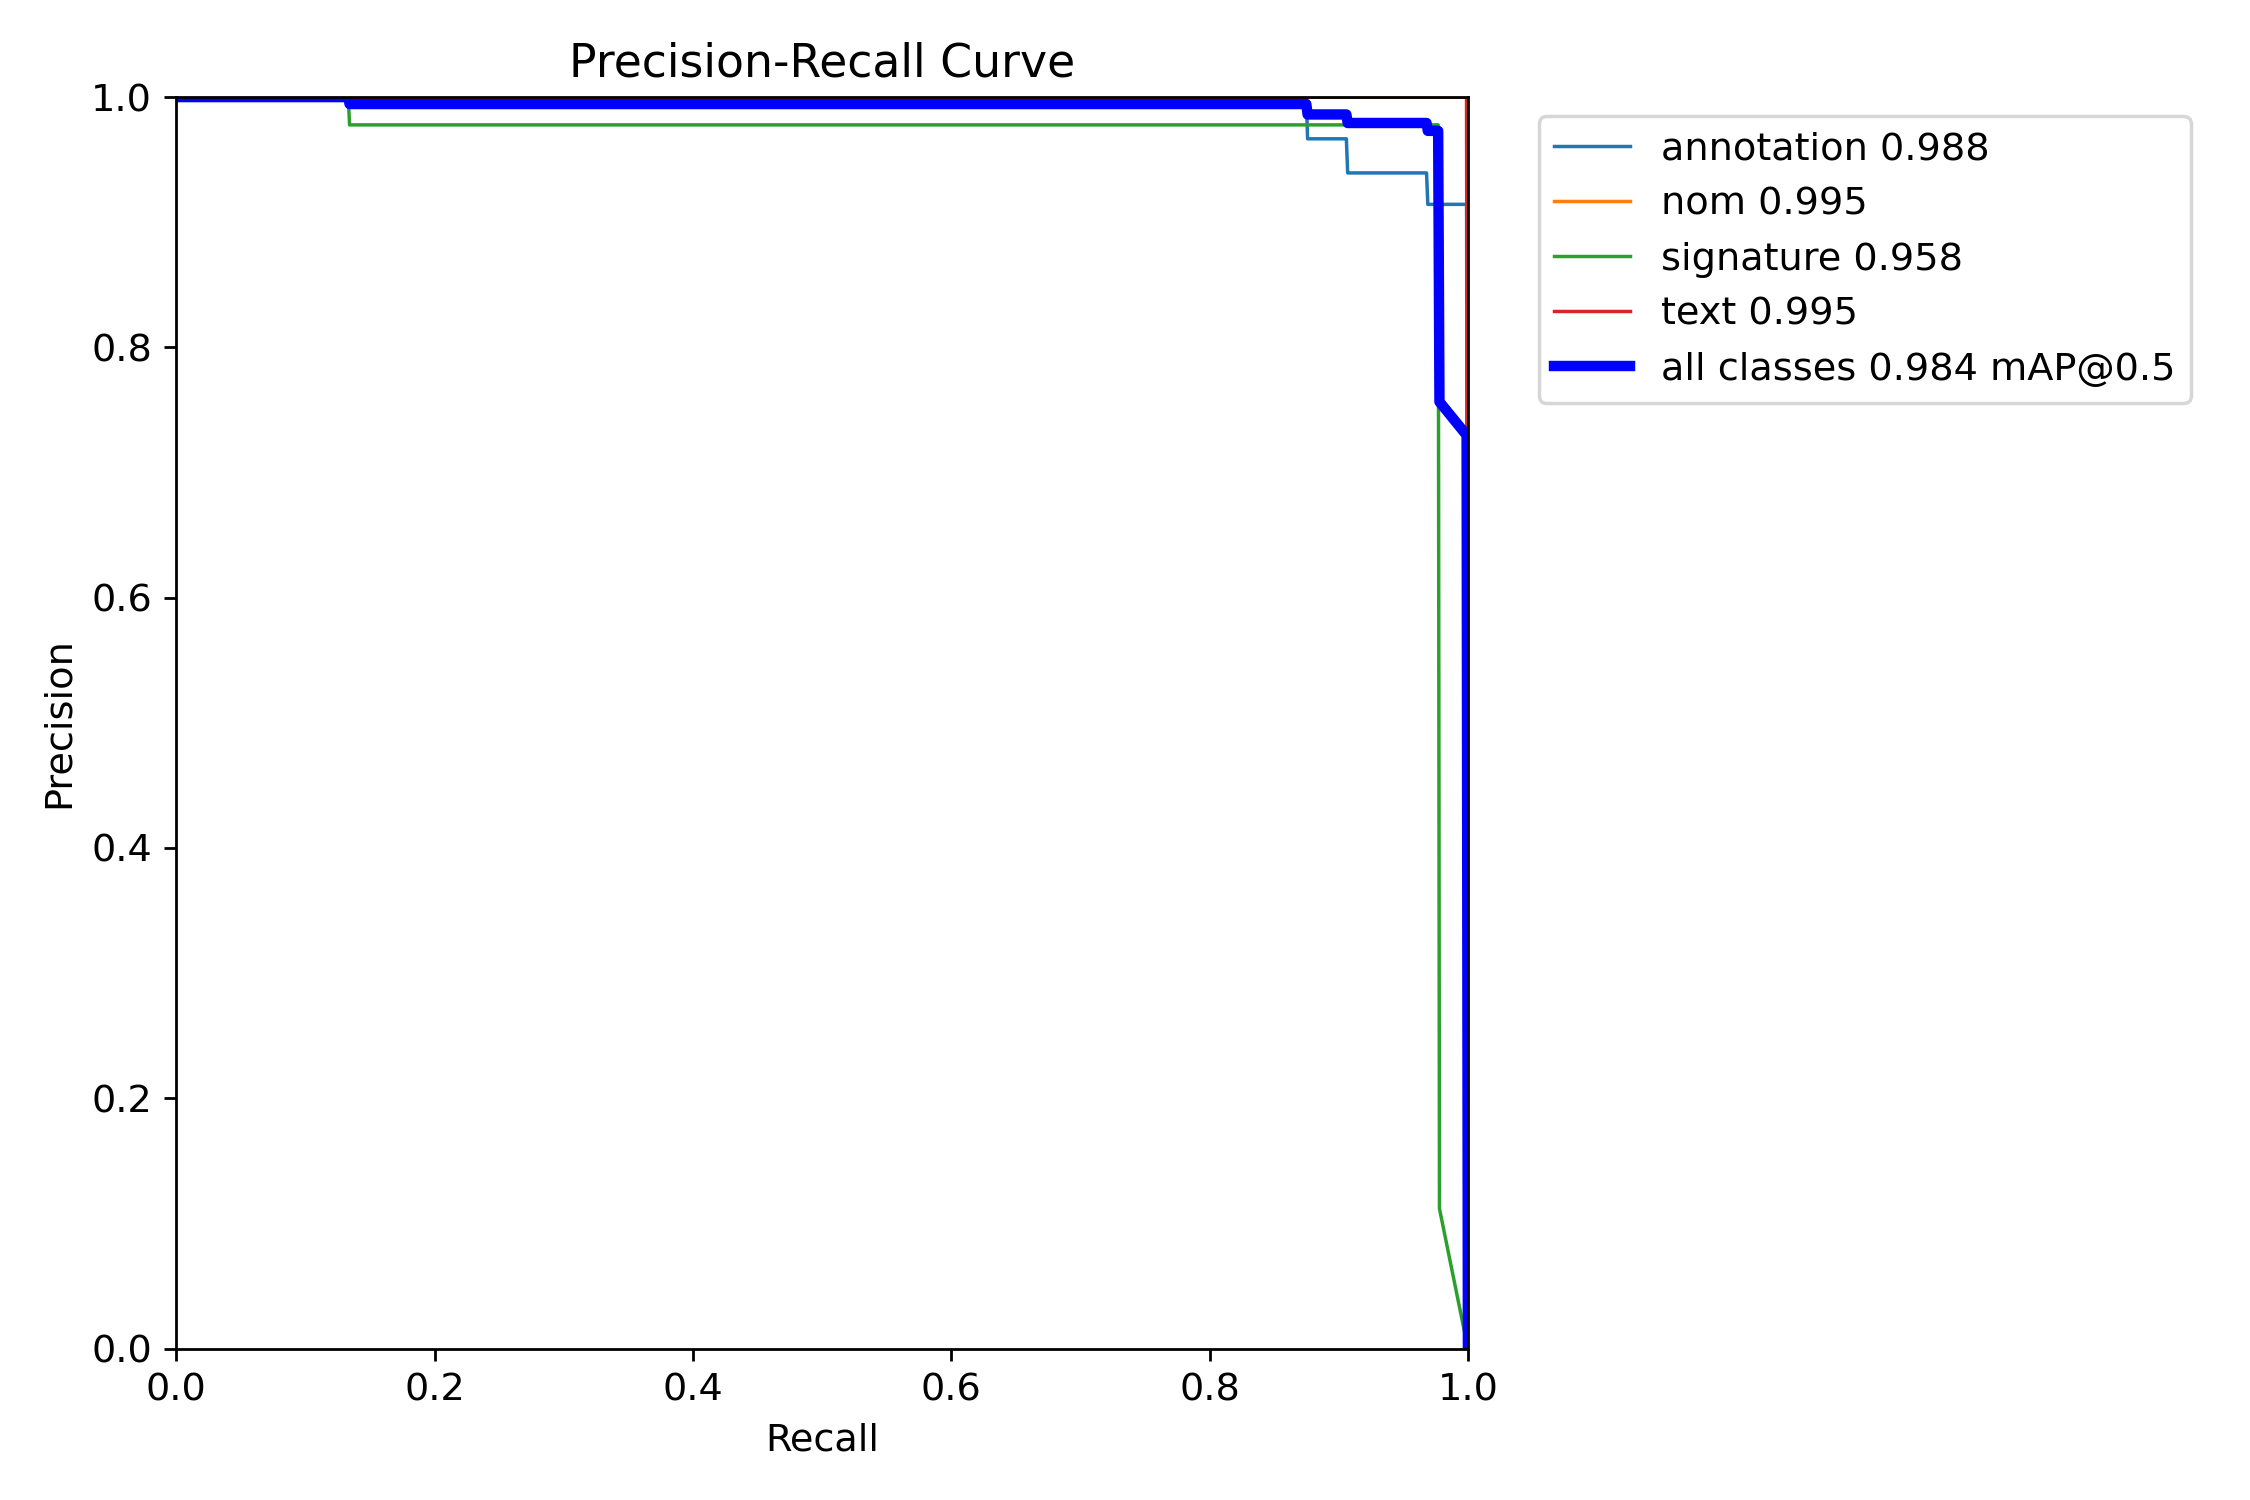 Precision-Recall Curve
1.0
0.8
0.6
0.4
0.2
0.0
Precision
0.0 0.2 0.4 0.6 0.8 1.0
Recall
annotation 0.988
nom 0.995
signature 0.958
text 0.995
all classes 0.984 mAP@0.5